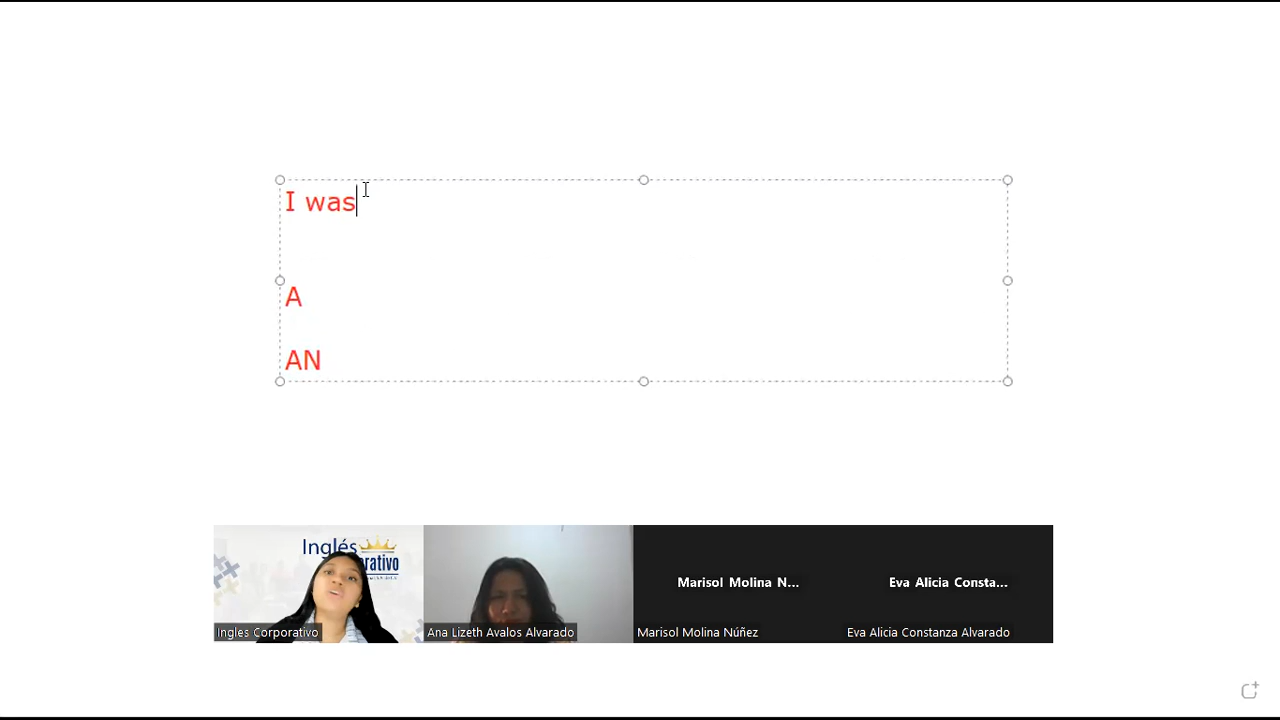 I was
A
AN
Inglés
rativo
Ingles Corporativo
Ana Lizeth Avalos Alvarado
Marisol Molina N...
Marisol Molina Núñez
Eva Alicia Consta...
Eva Alicia Constanza Alvarado